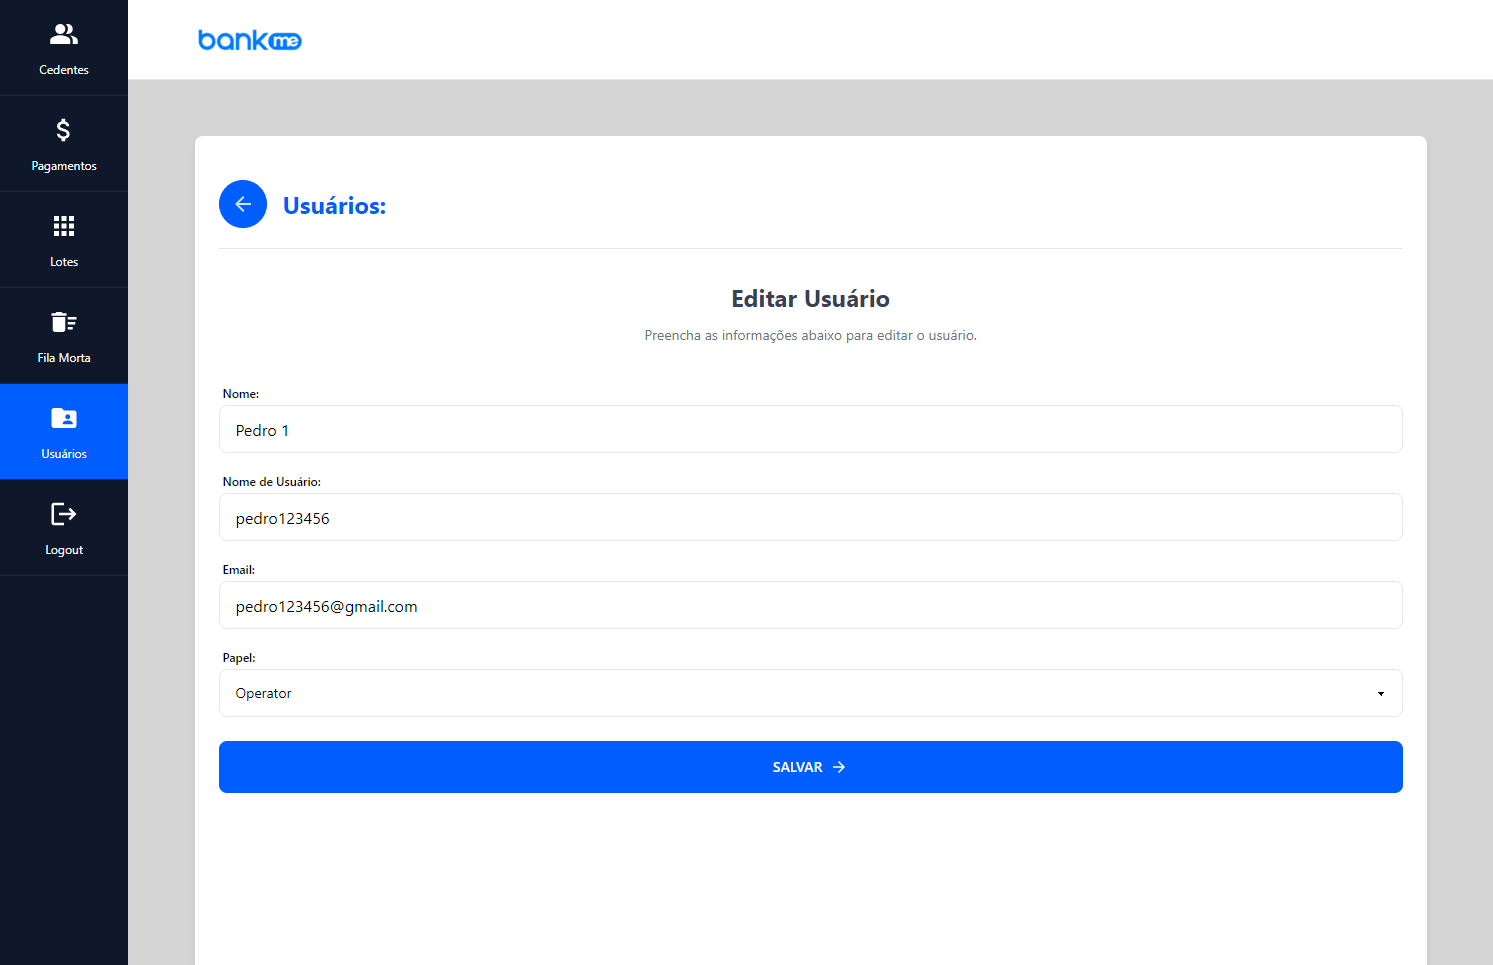 Cedentes
Pagamentos
Lotes
Fila Morta
Usuários
Logout
bankme
Usuários:
Editar Usuário
Preencha as informações abaixo para editar o usuário.
Nome:
Pedro 1
Nome de Usuário:
pedro123456
Email:
pedro123456@gmail.com
Papel:
Operator
SALVAR